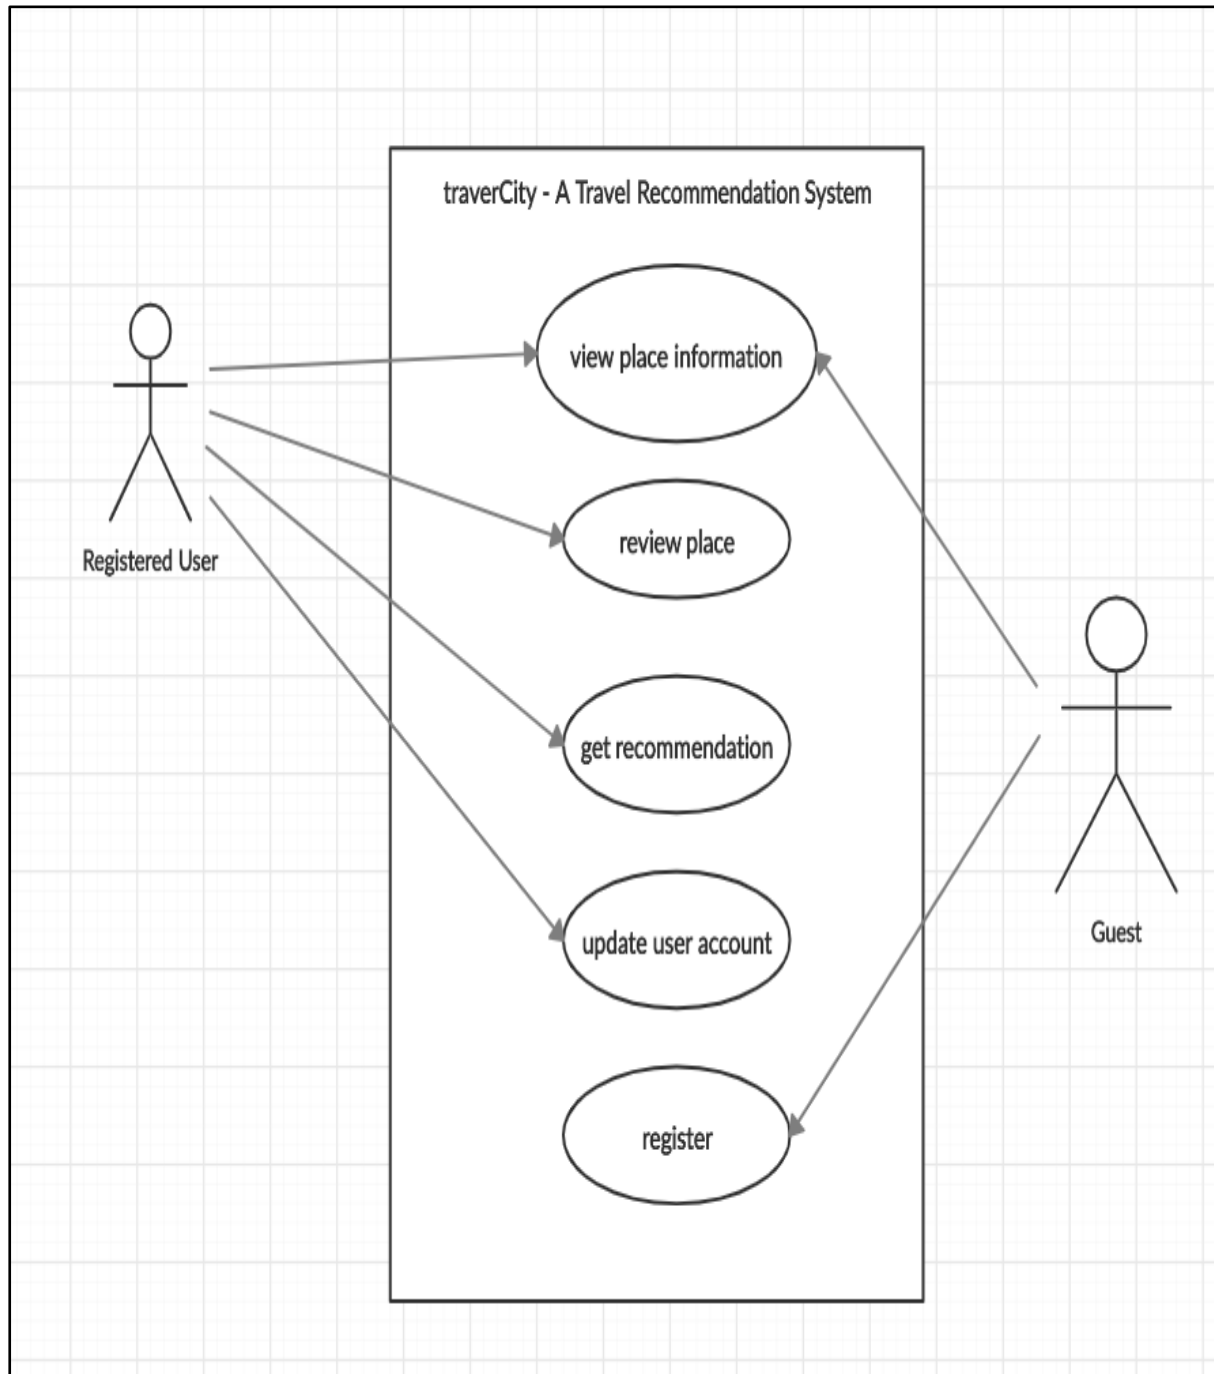 traverCity - A Travel Recommendation System
view place information
review place
Registered User
get recommendation
Guest
update user account
register